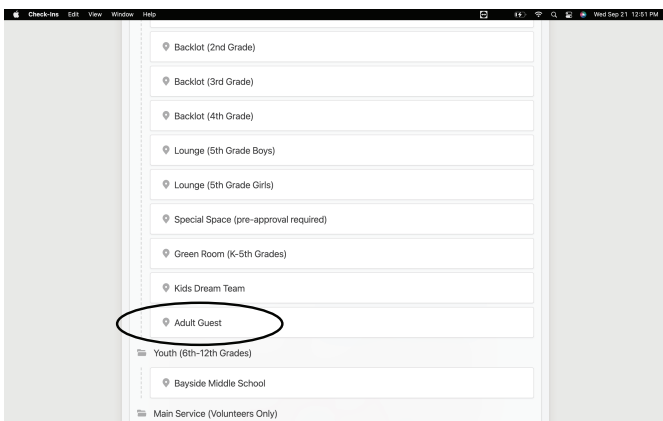 Check-Ins Edit View Window Help Wed Sep 21 12:51 PM
Backlot (2nd Grade)
Backlot (3rd Grade)
Backlot (4th Grade)
Lounge (5th Grade Boys)
Lounge (5th Grade Girls)
Special Space (pre-approval required)
Green Room (K-5th Grades)
Kids Dream Team
Adult Guest
Youth (6th-12th Grades)
Bayside Middle School
Main Service (Volunteers Only)